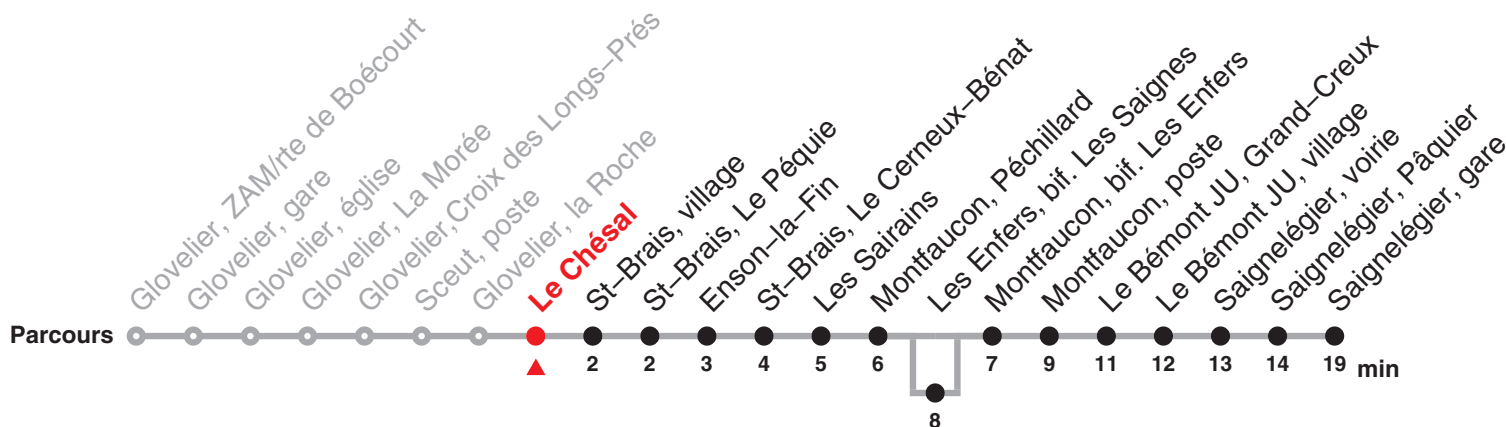 Glovelier, ZAM/rte de Boécourt
Glovelier, gare
Glovelier, église
Glovelier, La Morée
Glovelier, Croix des Longs–Prés
Sceut, poste
Glovelier, la Roche
Le Chésal
St–Brais, village
St–Brais, Le Péquie
Enson–la–Fin
St–Brais, Le Cerneux–Bénat
Les Sairains
Montfaucon, Péchillard
Les Enfers, bif. Les Saignes
Montfaucon, bif. Les Enfers
Montfaucon, poste
Le Bémont JU, Grand–Creux
Le Bémont JU, village
Saignelégier, voirie
Saignelégier, Pâquier
Saignelégier, gare
Parcours
2 2 3 4 5 6 7 9 11 12 13 14 19 min
8